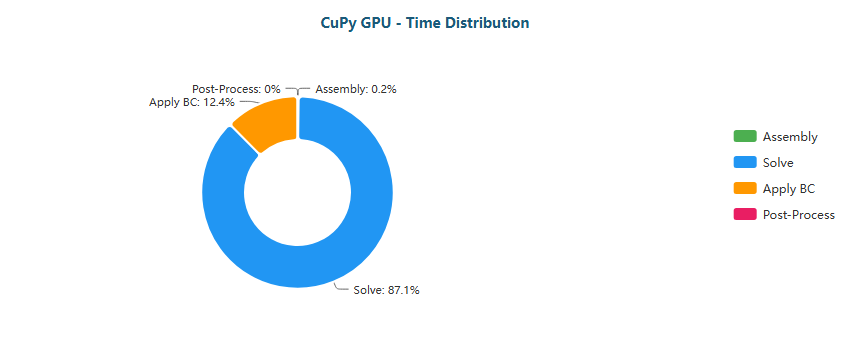 CuPy GPU - Time Distribution
Post-Process: 0%
Assembly: 0.2%
Apply BC: 12.4%
Solve: 87.1%
Assembly
Solve
Apply BC
Post-Process